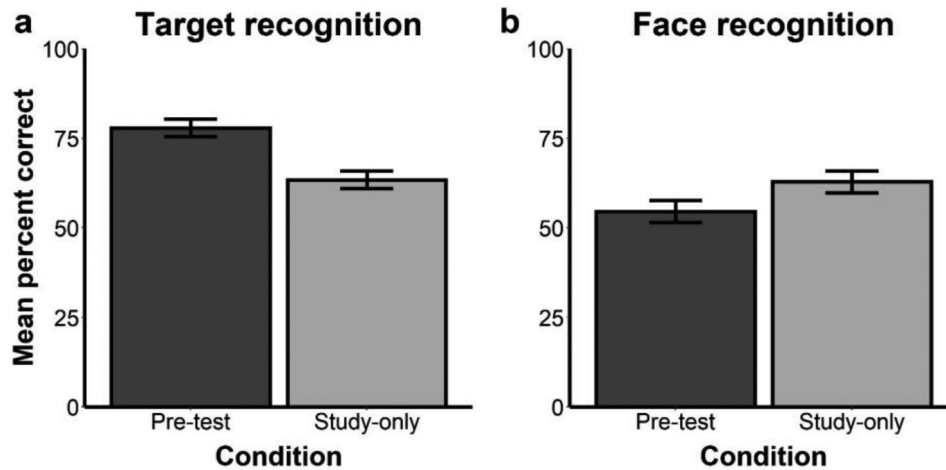 a Target recognition
100
75
50
25
0
Mean percent correct
Pre-test Study-only
Condition
b Face recognition
100
75
50
25
0
Pre-test Study-only
Condition